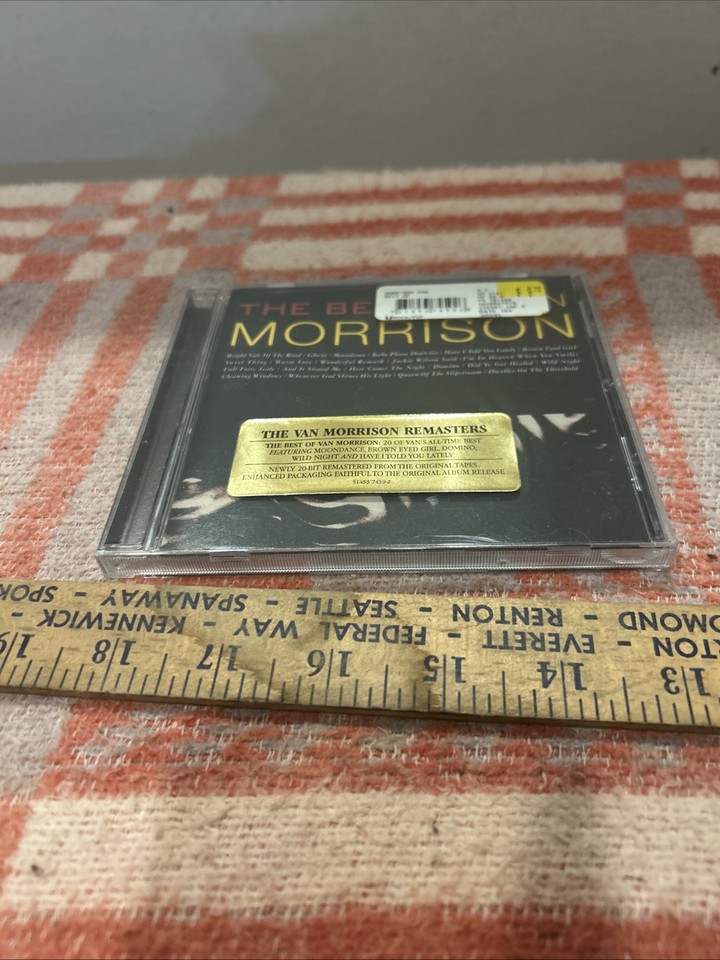 THE BE
MORRISON
Bright Side Of The Road / Gloria / Moondance / Baby Please Don't Go / Have I Told You Lately / Brown Eyed Girl
Sweet Thing / Warm Love / Wonderful Remark / Jackie Wilson Said (I'm In Heaven When You Smile)
Full Force Gale / And It Stoned Me / Here Comes The Night / Domino / Did Ye Get Healed / Wild Night
Cleaning Windows / Whenever God Shines His Light / Queen Of The Slipstream / Dweller On The Threshold
THE VAN MORRISON REMASTERS
THE BEST OF VAN MORRISON: 20 OF VAN'S ALL-TIME BEST
FEATURING MOONDANCE, BROWN EYED GIRL, DOMINO,
WILD NIGHT AND HAVE I TOLD YOU LATELY
NEWLY 20-BIT REMASTERED FROM THE ORIGINAL TAPES
ENHANCED PACKAGING FAITHFUL TO THE ORIGINAL ALBUM RELEASE
31453 7459-2
SPOK
KENNEWICK - SPANAWAY - FEDERAL WAY - SEATTLE - EVERETT - RENTON -
19 18 17 16 15 14 13